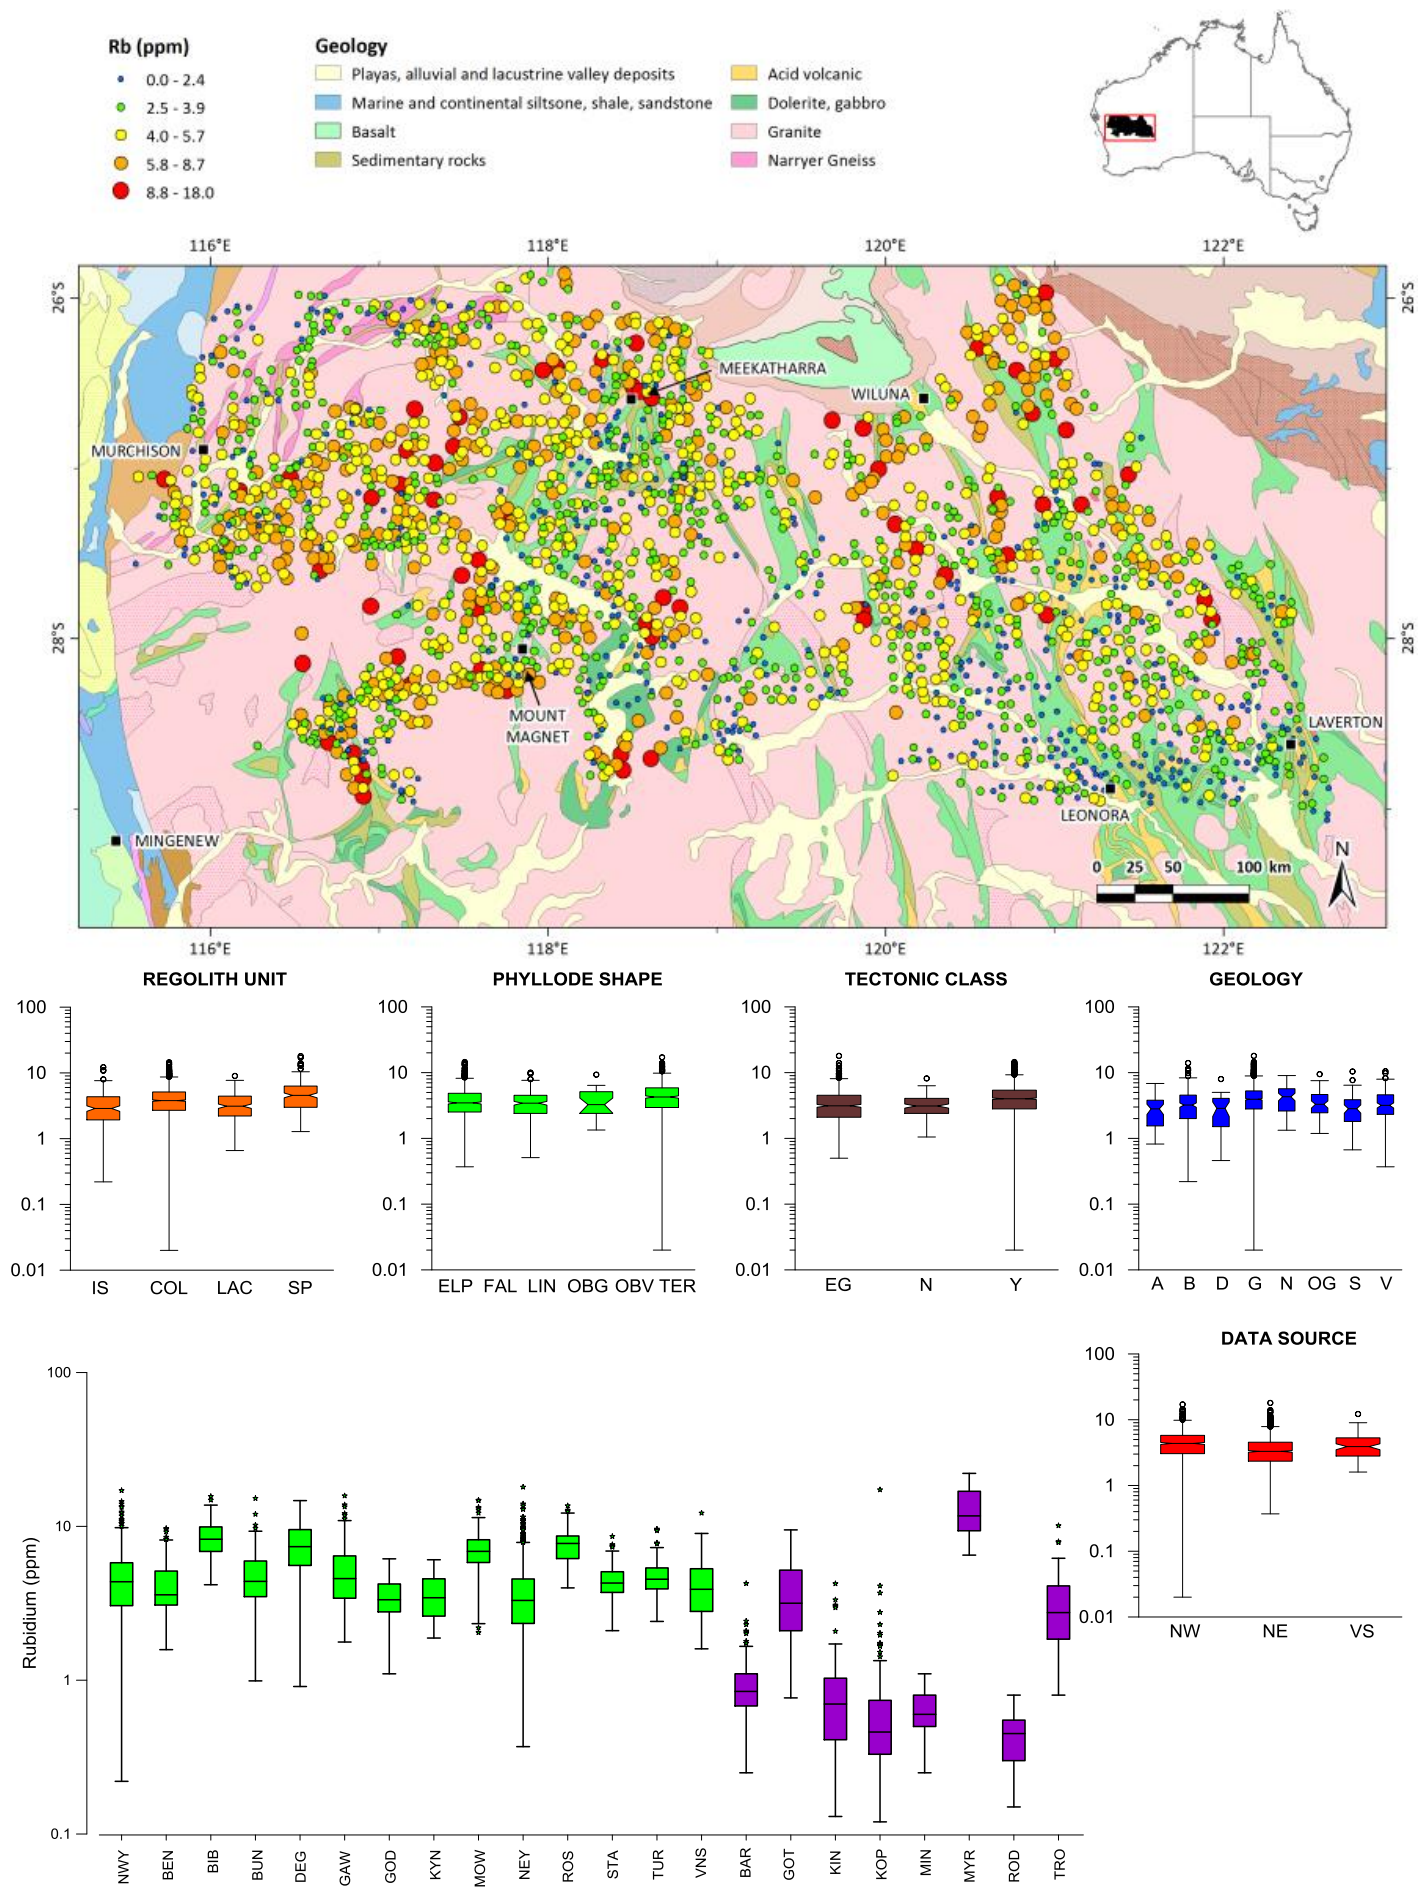 Rb (ppm)
0.0 - 2.4
2.5 - 3.9
4.0 - 5.7
5.8 - 8.7
8.8 - 18.0
Geology
Playas, alluvial and lacustrine valley deposits
Marine and continental siltsone, shale, sandstone
Basalt
Sedimentary rocks
Acid volcanic
Dolerite, gabbro
Granite
Narryer Gneiss
116°E 118°E 120°E 122°E
26°S 26°S
28°S 28°S
MEEKATHARRA
WILUNA
MURCHISON
MOUNT
MAGNET
LAVERTON
LEONORA
MINGENEW
N
0 25 50 100 km
116°E 118°E 120°E 122°E
REGOLITH UNIT
100
10
1
0.1
0.01
IS COL LAC SP
PHYLLODE SHAPE
100
10
1
0.1
0.01
ELP FAL LIN OBG OBV TER
TECTONIC CLASS
100
10
1
0.1
0.01
EG N Y
GEOLOGY
100
10
1
0.1
0.01
A B D G N OG S V
DATA SOURCE
100
10
1
0.1
0.01
NW NE VS
Rubidium (ppm)
100
10
1
0.1
NWY BEN BIB BUN DEG GAW GOD KYN MOW NEY ROS STA TUR VNS BAR GOT KIN KOP MIN MYR ROD TRO